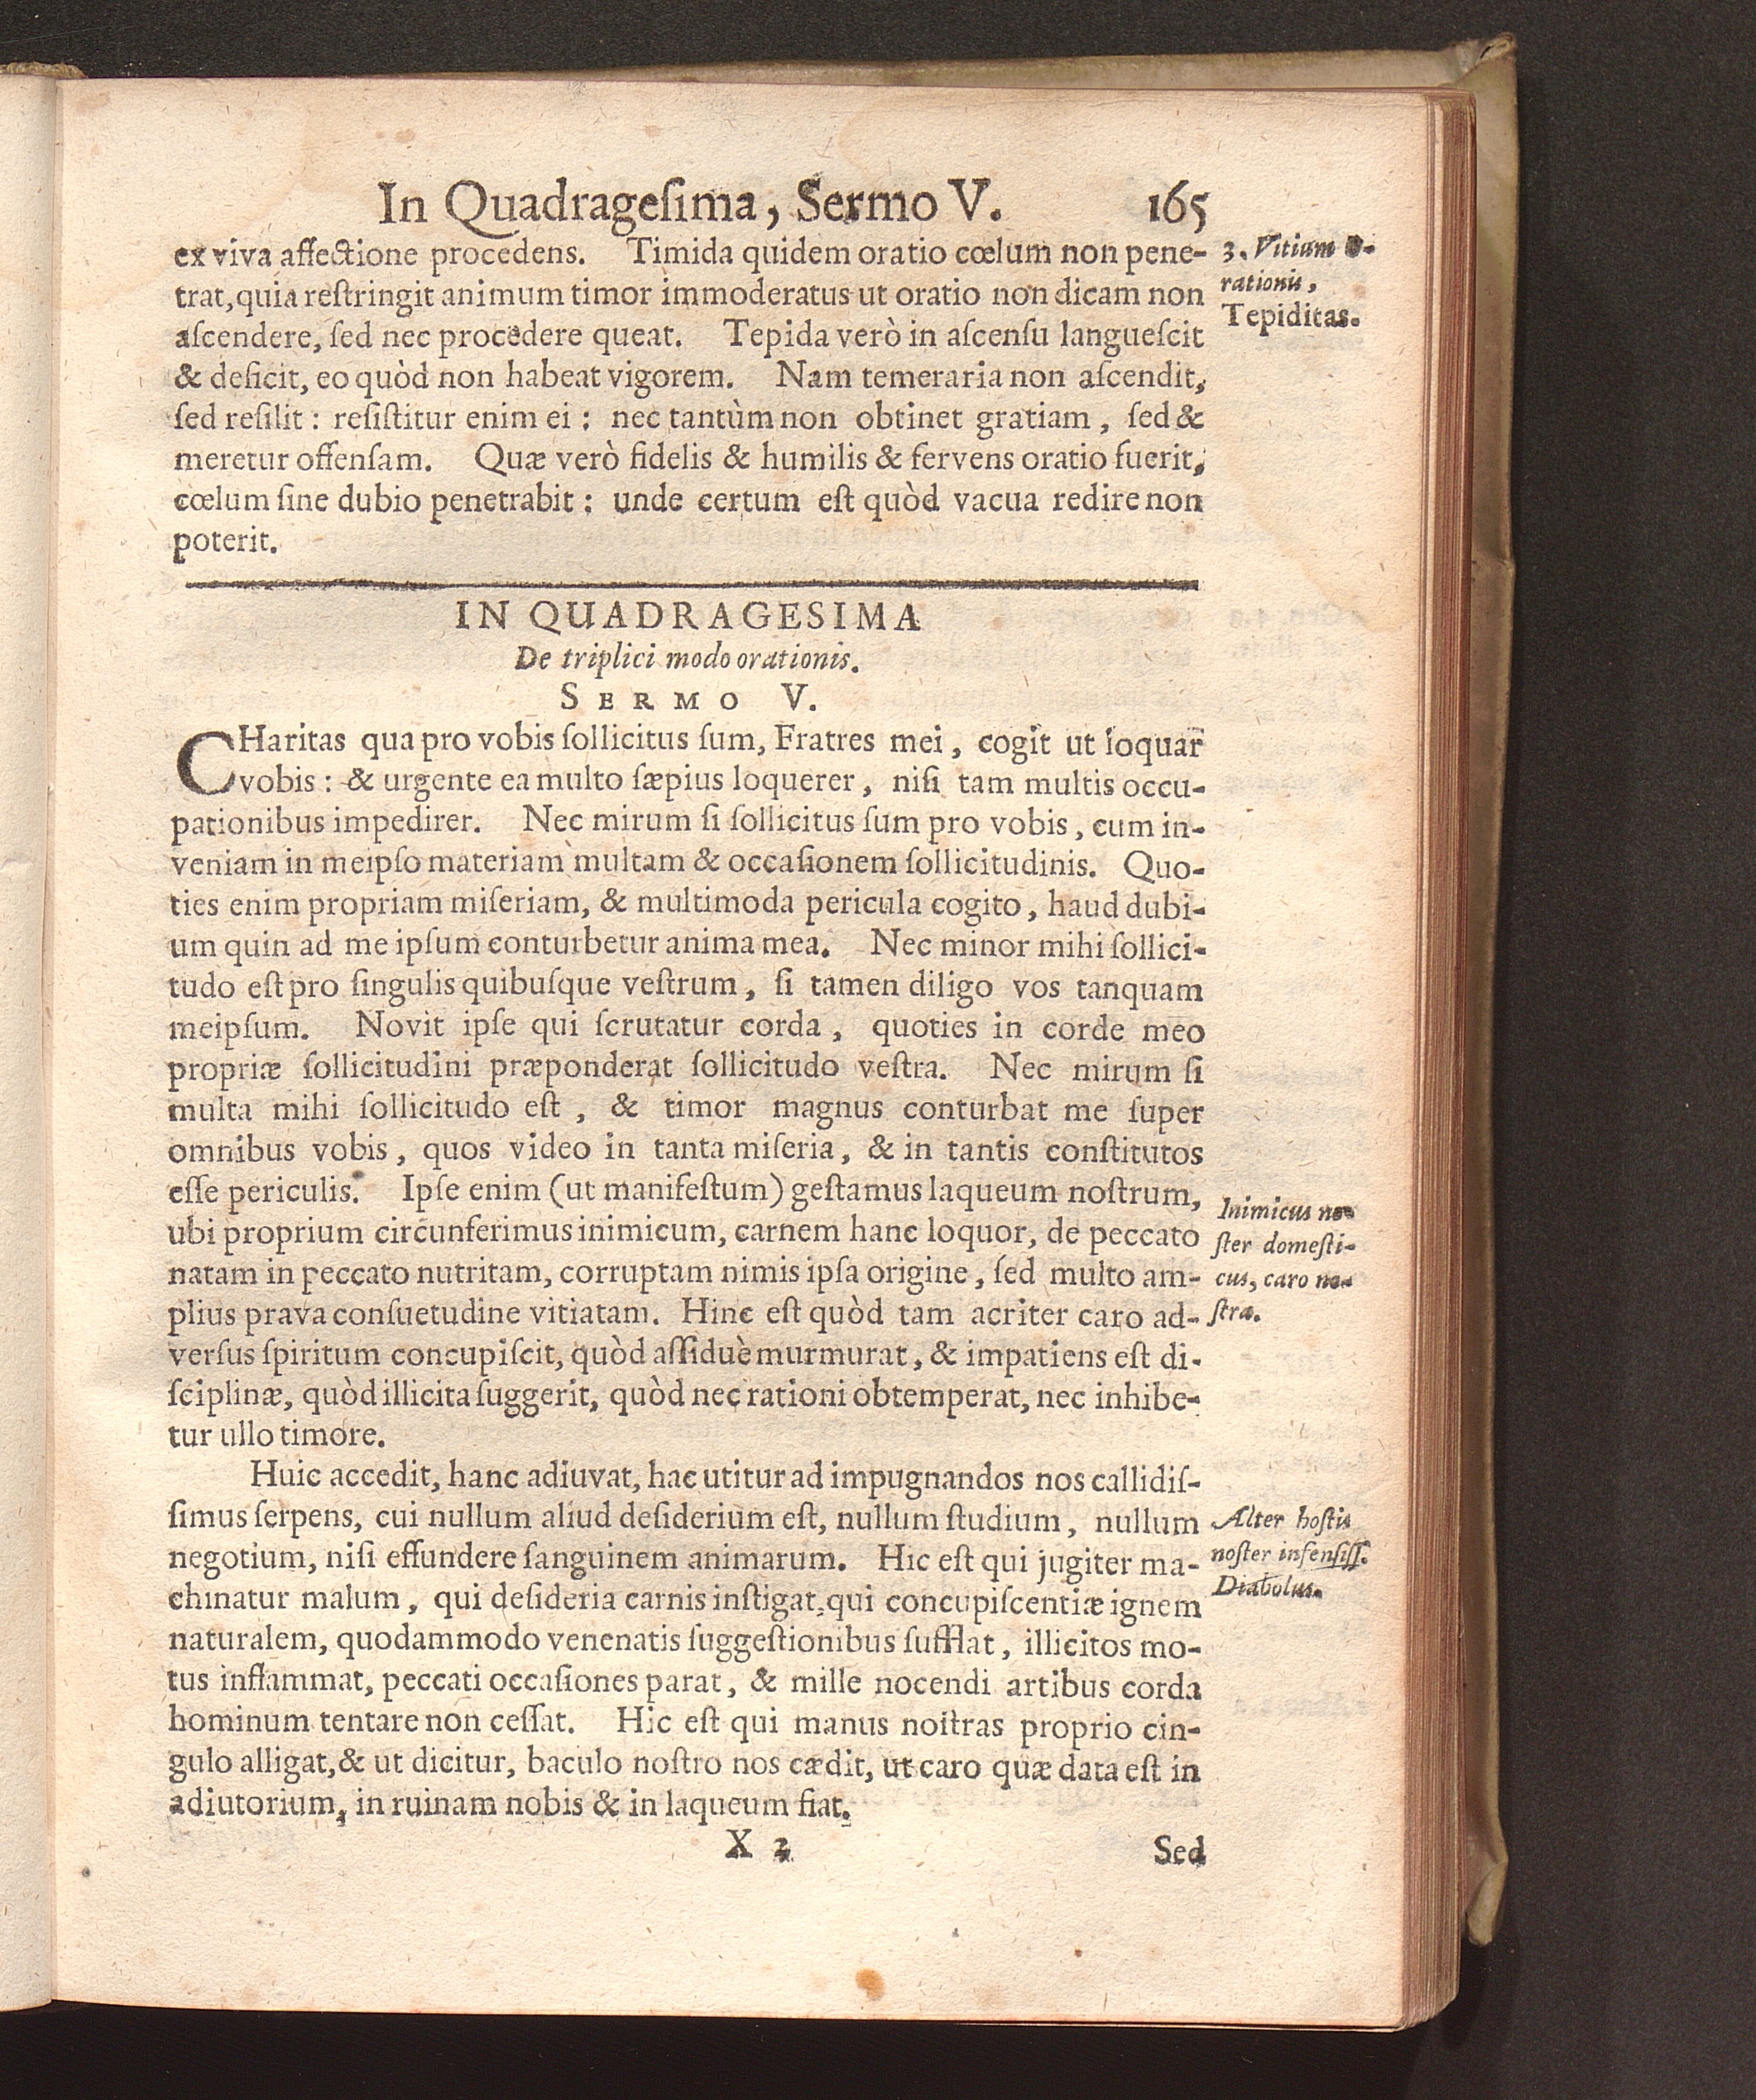 In Quadrageſima, Sermo V. 165
ex viva affectione procedens. Timida quidem oratio cœlum non pene-
trat, quia reſtringit animum timor immoderatus ut oratio non dicam non
aſcendere, ſed nec procedere queat. Tepida verò in aſcenſu langueſcit
& deficit, eo quòd non habeat vigorem. Nam temeraria non aſcendit,
ſed reſilit: reſiſtitur enim ei: nec tantùm non obtinet gratiam, ſed &
meretur offenſam. Quæ verò fidelis & humilis & fervens oratio fuerit,
cœlum ſine dubio penetrabit: unde certum eſt quòd vacua redire non
poterit.
3. Vitium O-
rationis,
Tepiditas.
IN QUADRAGESIMA
De triplici modo orationis.
SERMO V.
CHaritas qua pro vobis ſollicitus ſum, Fratres mei, cogit ut loquar
vobis: & urgente ea multo ſæpius loquerer, niſi tam multis occu-
pationibus impedirer. Nec mirum ſi ſollicitus ſum pro vobis, cum in-
veniam in meipſo materiam multam & occaſionem ſollicitudinis. Quo-
ties enim propriam miſeriam, & multimoda pericula cogito, haud dubi-
um quin ad me ipſum conturbetur anima mea. Nec minor mihi ſollici-
tudo eſt pro ſingulis quibuſque veſtrum, ſi tamen diligo vos tanquam
meipſum. Novit ipſe qui ſcrutatur corda, quoties in corde meo
propriæ ſollicitudini præponderat ſollicitudo veſtra. Nec mirum ſi
multa mihi ſollicitudo eſt, & timor magnus conturbat me ſuper
omnibus vobis, quos video in tanta miſeria, & in tantis conſtitutos
eſſe periculis. Ipſe enim (ut manifeſtum) geſtamus laqueum noſtrum,
ubi proprium circunferimus inimicum, carnem hanc loquor, de peccato
natam in peccato nutritam, corruptam nimis ipſa origine, ſed multo am-
plius prava conſuetudine vitiatam. Hinc eſt quòd tam acriter caro ad-
verſus ſpiritum concupiſcit, quòd aſſiduè murmurat, & impatiens eſt di-
ſciplinæ, quòd illicita ſuggerit, quòd nec rationi obtemperat, nec inhibe-
tur ullo timore.
Inimicus no-
ſter domeſti-
cus, caro no-
ſtra.
Huic accedit, hanc adiuvat, hac utitur ad impugnandos nos callidiſ-
ſimus ſerpens, cui nullum aliud deſiderium eſt, nullum ſtudium, nullum
negotium, niſi effundere ſanguinem animarum. Hic eſt qui jugiter ma-
chinatur malum, qui deſideria carnis inſtigat, qui concupiſcentiæ ignem
naturalem, quodammodo venenatis ſuggeſtionibus ſufflat, illicitos mo-
tus inflammat, peccati occaſiones parat, & mille nocendi artibus corda
hominum tentare non ceſſat. Hic eſt qui manus noſtras proprio cin-
gulo alligat, & ut dicitur, baculo noſtro nos cædit, ut caro quæ data eſt in
adiutorium, in ruinam nobis & in laqueum fiat.
Alter hoſtis
noſter infenſiſſ.
Diabolus.
X 3
Sed